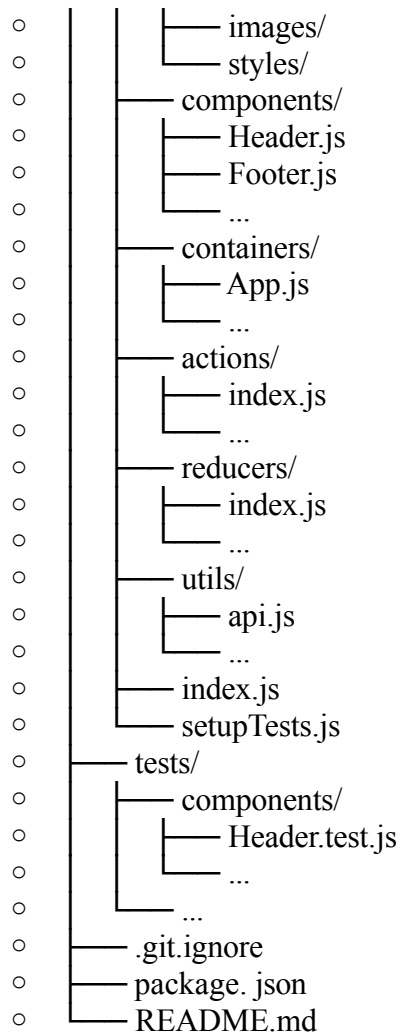 ○ │ │ ├── images/
○ │ │ └── styles/
○ │ ├── components/
○ │ │ ├── Header.js
○ │ │ ├── Footer.js
○ │ │ └── ...
○ │ ├── containers/
○ │ │ ├── App.js
○ │ │ └── ...
○ │ ├── actions/
○ │ │ ├── index.js
○ │ │ └── ...
○ │ ├── reducers/
○ │ │ ├── index.js
○ │ │ └── ...
○ │ ├── utils/
○ │ │ ├── api.js
○ │ │ └── ...
○ │ ├── index.js
○ │ └── setupTests.js
○ ├── tests/
○ │ ├── components/
○ │ │ ├── Header.test.js
○ │ │ └── ...
○ │ └── ...
○ ├── .git.ignore
○ ├── package. json
○ └── README.md